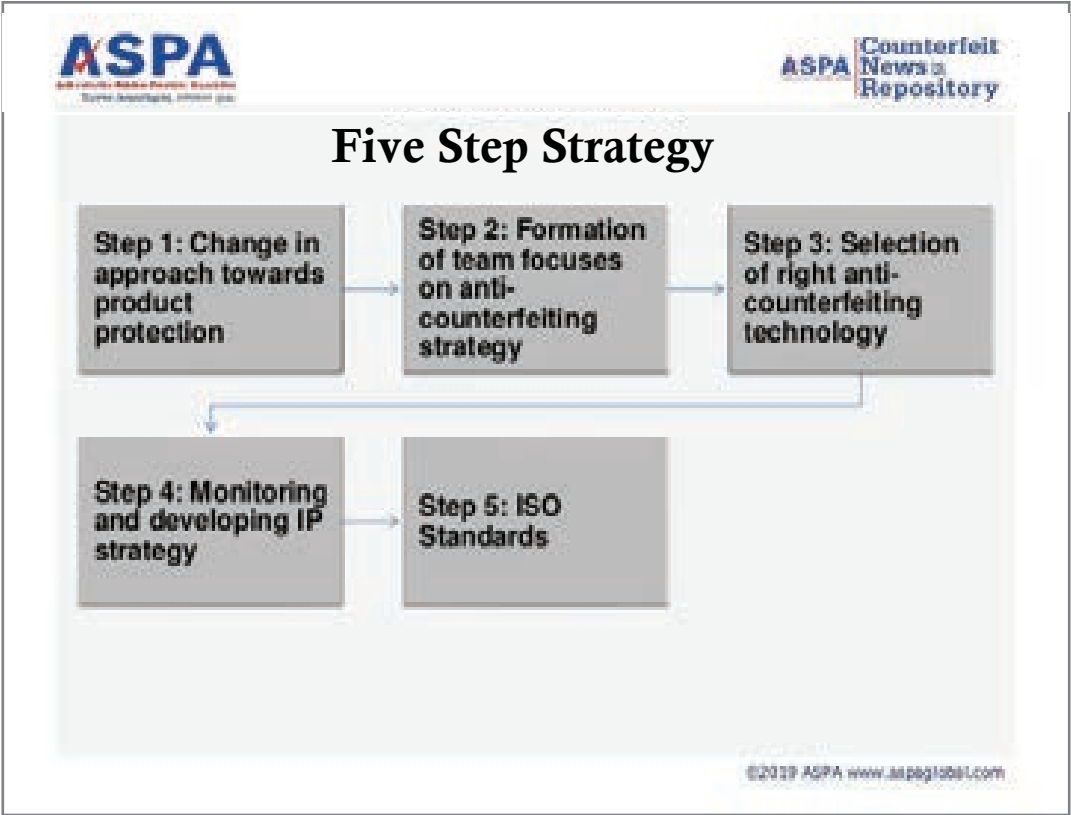 ASPA
ASPA
Counterfeit
News in
Repository
Five Step Strategy
Step 1: Change in
approach towards
product
protection
Step 2: Formation
of team focuses
on anti-
counterfeiting
strategy
Step 3: Selection
of right anti-
counterfeiting
technology
Step 4: Monitoring
and developing IP
strategy
Step 5: ISO
Standards
©2019 ASPA www.aspaglobal.com